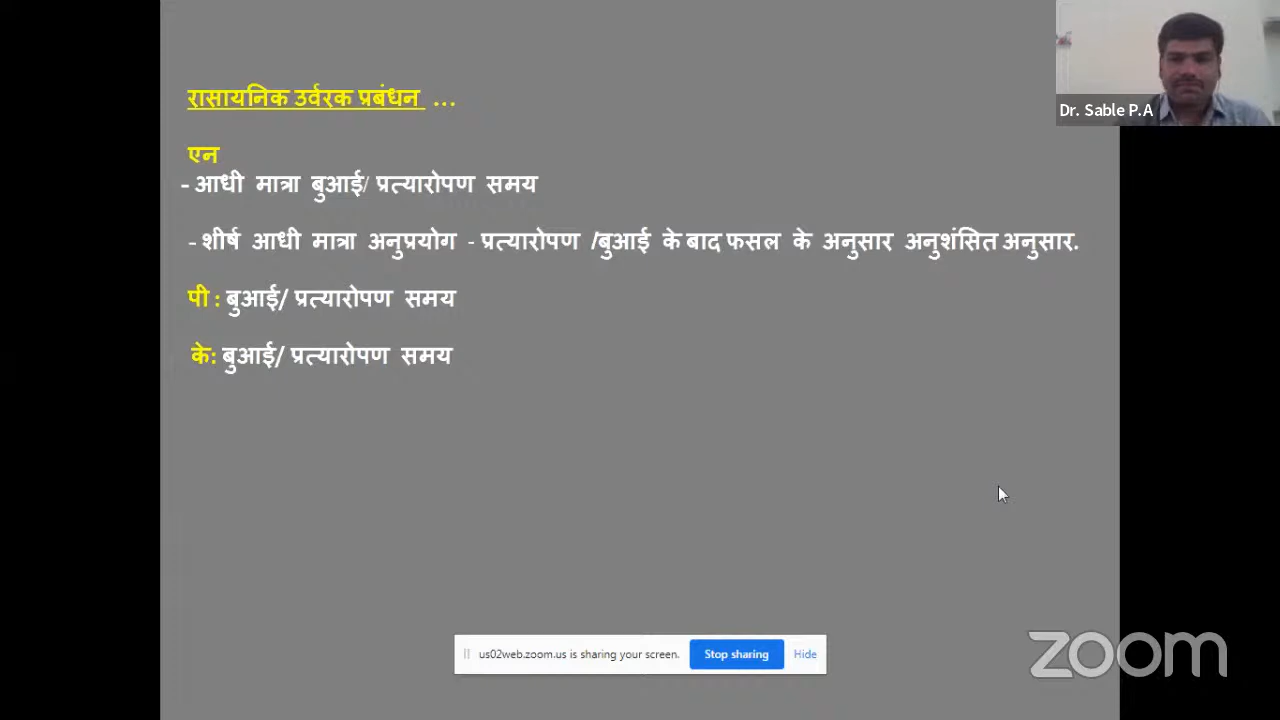 रासायनिक उर्वरक प्रबंधन ...
Dr. Sable P.A
एन
- आधी मात्रा बुआई/ प्रत्यारोपण समय
- शीर्ष आधी मात्रा अनुप्रयोग - प्रत्यारोपण /बुआई के बाद फसल के अनुसार अनुशंसित अनुसार.
पी : बुआई/ प्रत्यारोपण समय
के: बुआई/ प्रत्यारोपण समय
us02web.zoom.us is sharing your screen. Stop sharing Hide
zoom